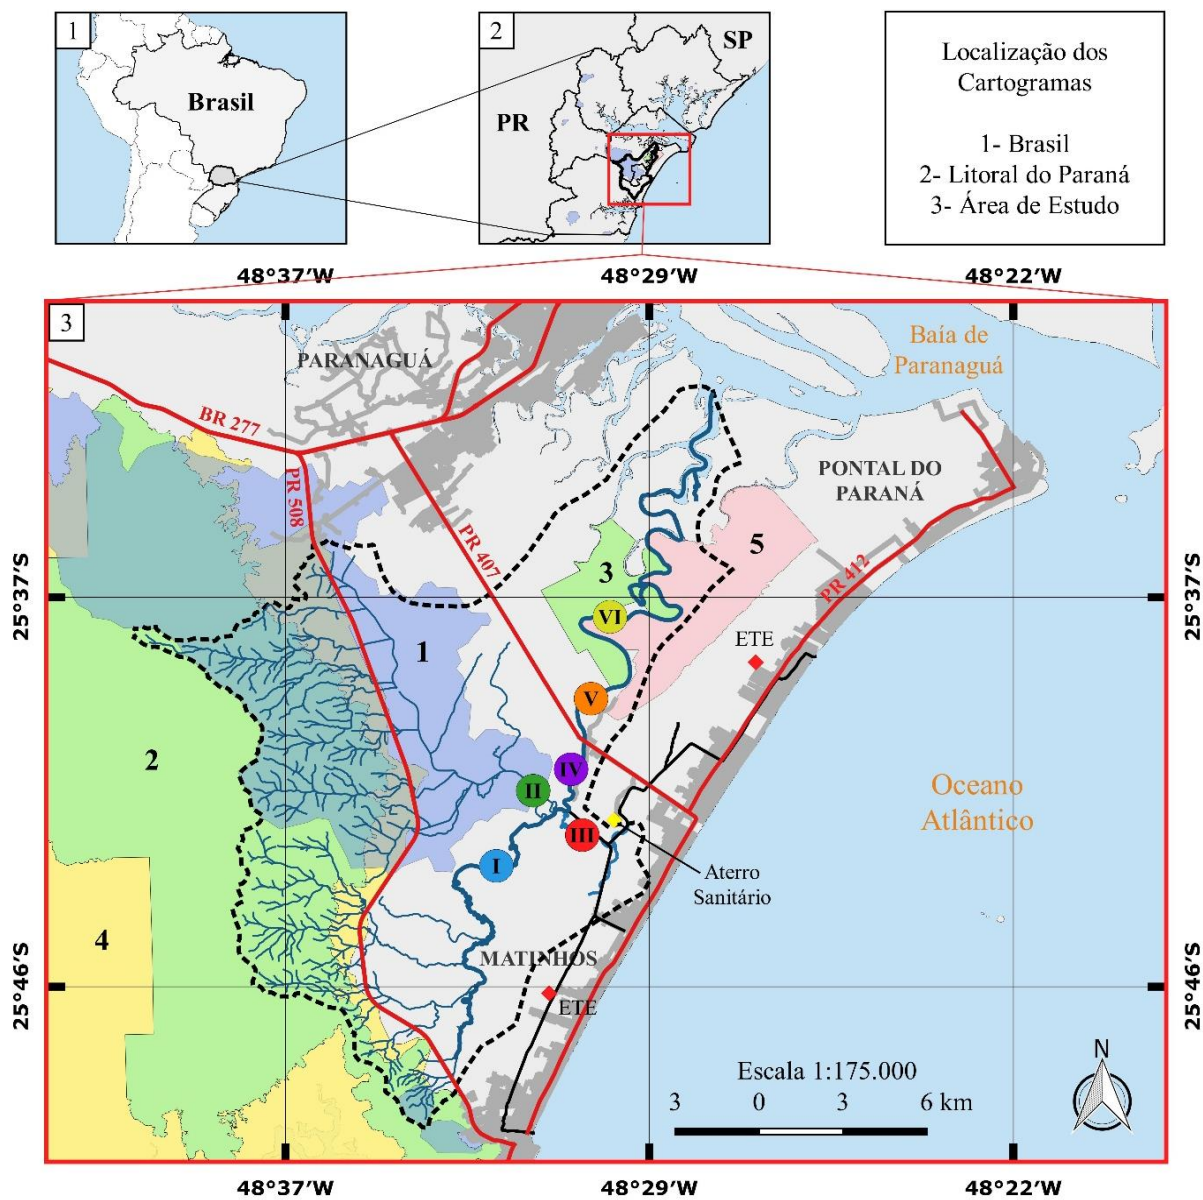 1
Brasil
2
SP
PR
Localização dos
Cartogramas
1- Brasil
2- Litoral do Paraná
3- Área de Estudo
48°37'W
48°29'W
48°22'W
3
PARANAGUÁ
Baía de
Paranaguá
BR 277
PR 508
PR 407
PONTAL DO
PARANÁ
5
3
PR 412
25°37'S
25°37'S
VI
ETE
1
V
2
IV
II
Oceano
Atlântico
III
I
Aterro
Sanitário
4
MATINHOS
25°46'S
25°46'S
ETE
N
Escala 1:175.000
3 0 3 6 km
48°37'W
48°29'W
48°22'W